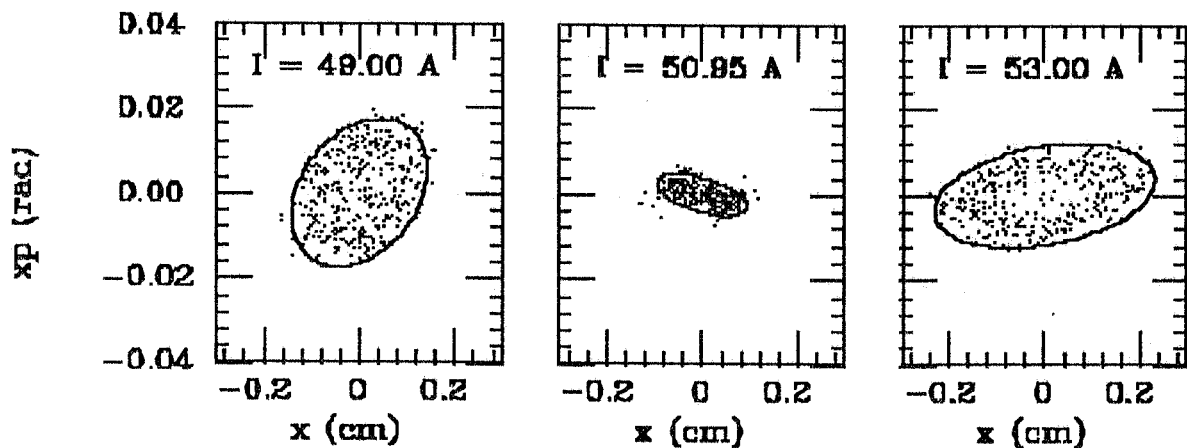 0.04
0.02
0.00
-0.02
-0.04
xp (rac)
I = 49.00 A
I = 50.95 A
I = 53.00 A
-0.2 0 0.2
-0.2 0 0.2
-0.2 0 0.2
x (cm)
x (cm)
x (cm)